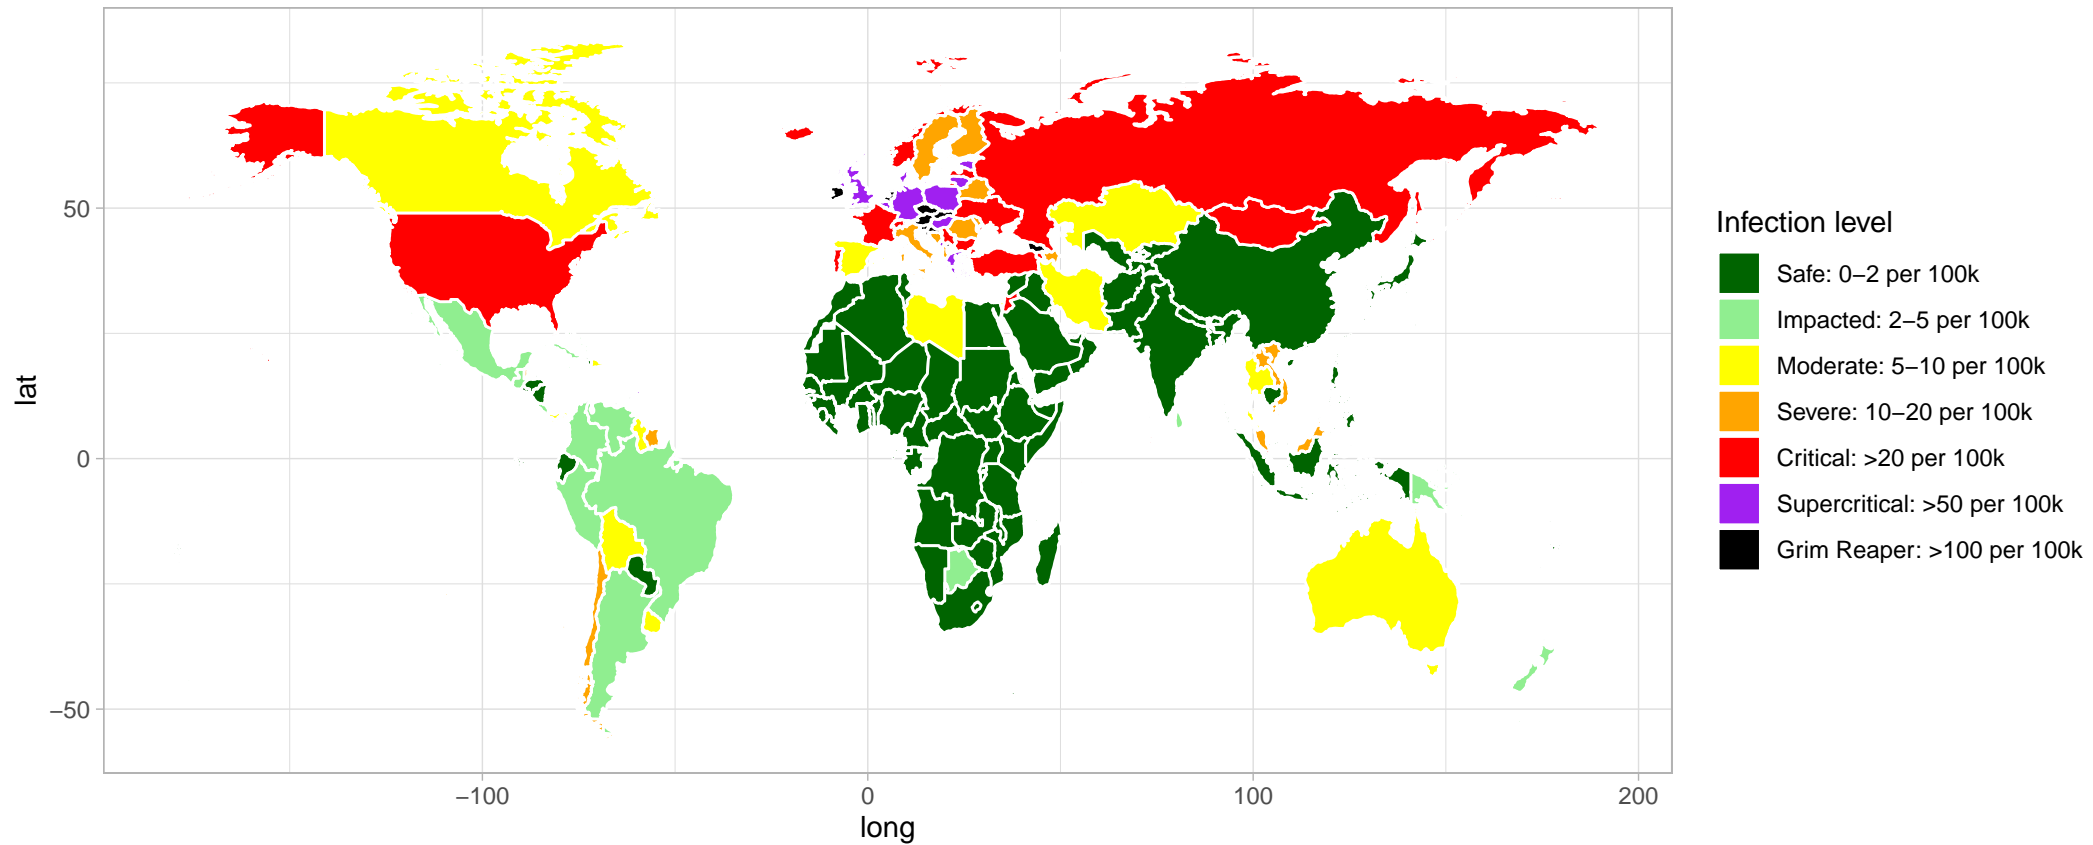 50
0
−50
lat
−100
0
100
200
long
Infection level
Safe: 0−2 per 100k
Impacted: 2−5 per 100k
Moderate: 5−10 per 100k
Severe: 10−20 per 100k
Critical: >20 per 100k
Supercritical: >50 per 100k
Grim Reaper: >100 per 100k